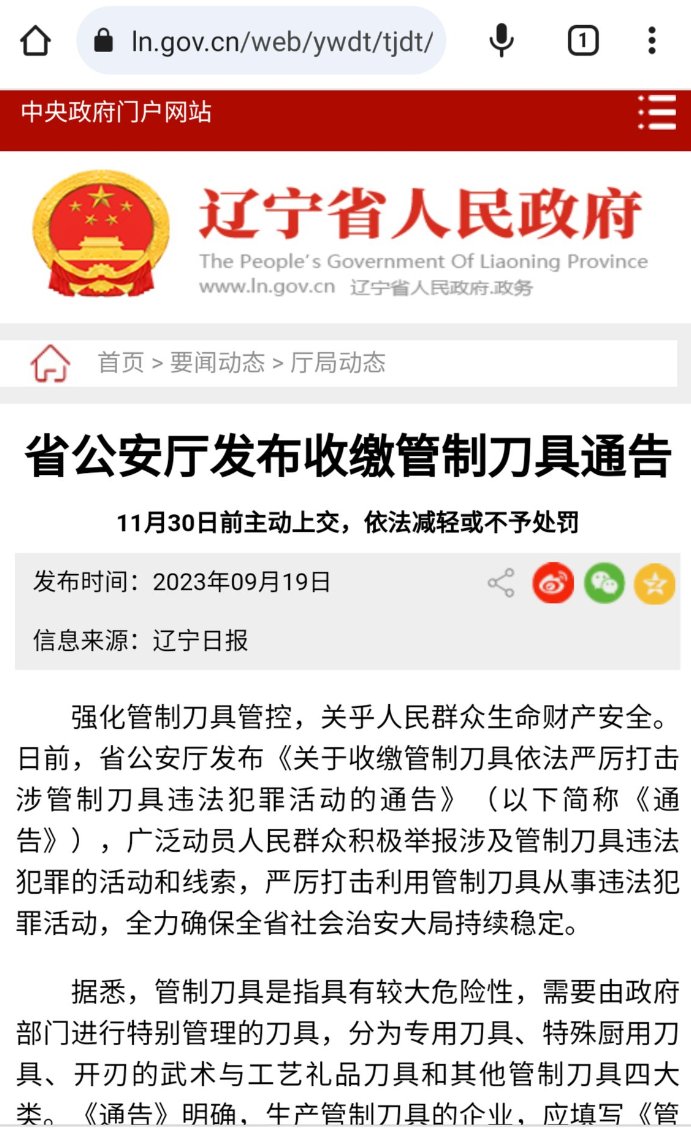 ln.gov.cn/web/ywdt/tjdt/
1
中央政府门户网站
辽宁省人民政府
The People's Government Of Liaoning Province
www.ln.gov.cn 辽宁省人民政府.政务
首页 > 要闻动态 > 厅局动态
省公安厅发布收缴管制刀具通告
11月30日前主动上交，依法减轻或不予处罚
发布时间：2023年09月19日
信息来源：辽宁日报
强化管制刀具管控，关乎人民群众生命财产安全。
日前，省公安厅发布《关于收缴管制刀具依法严厉打击
涉管制刀具违法犯罪活动的通告》（以下简称《通
告》），广泛动员人民群众积极举报涉及管制刀具违法
犯罪的活动和线索，严厉打击利用管制刀具从事违法犯
罪活动，全力确保全省社会治安大局持续稳定。
据悉，管制刀具是指具有较大危险性，需要由政府
部门进行特别管理的刀具，分为专用刀具、特殊厨用刀
具、开刃的武术与工艺礼品刀具和其他管制刀具四大
类。《通告》明确，生产管制刀具的企业，应填写《管